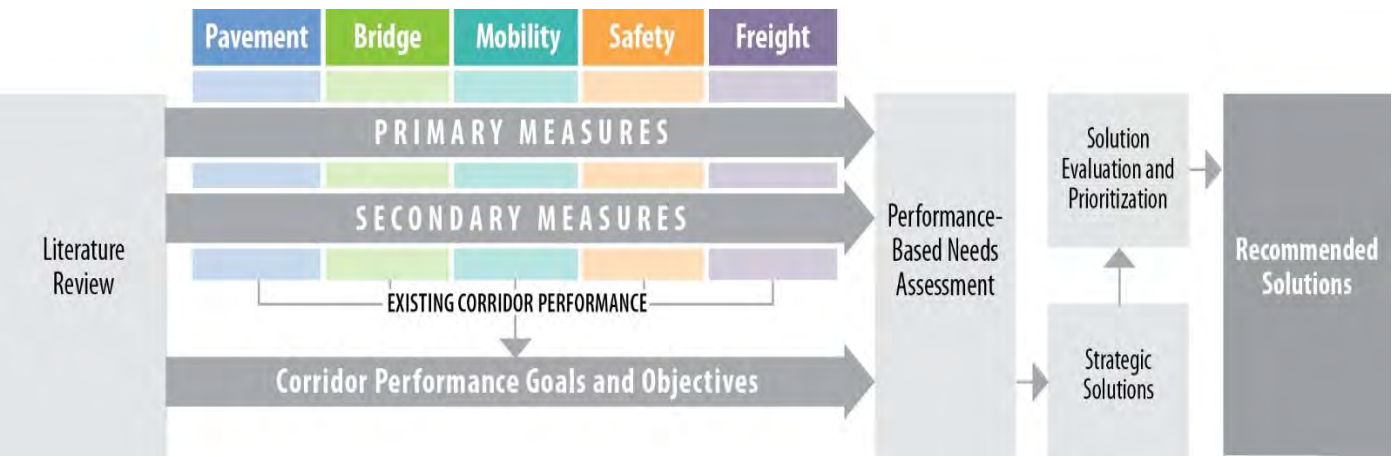 Pavement Bridge Mobility Safety Freight
PRIMARY MEASURES
SECONDARY MEASURES
EXISTING CORRIDOR PERFORMANCE
Corridor Performance Goals and Objectives
Literature
Review
Performance-
Based Needs
Assessment
Solution
Evaluation and
Prioritization
Strategic
Solutions
Recommended
Solutions